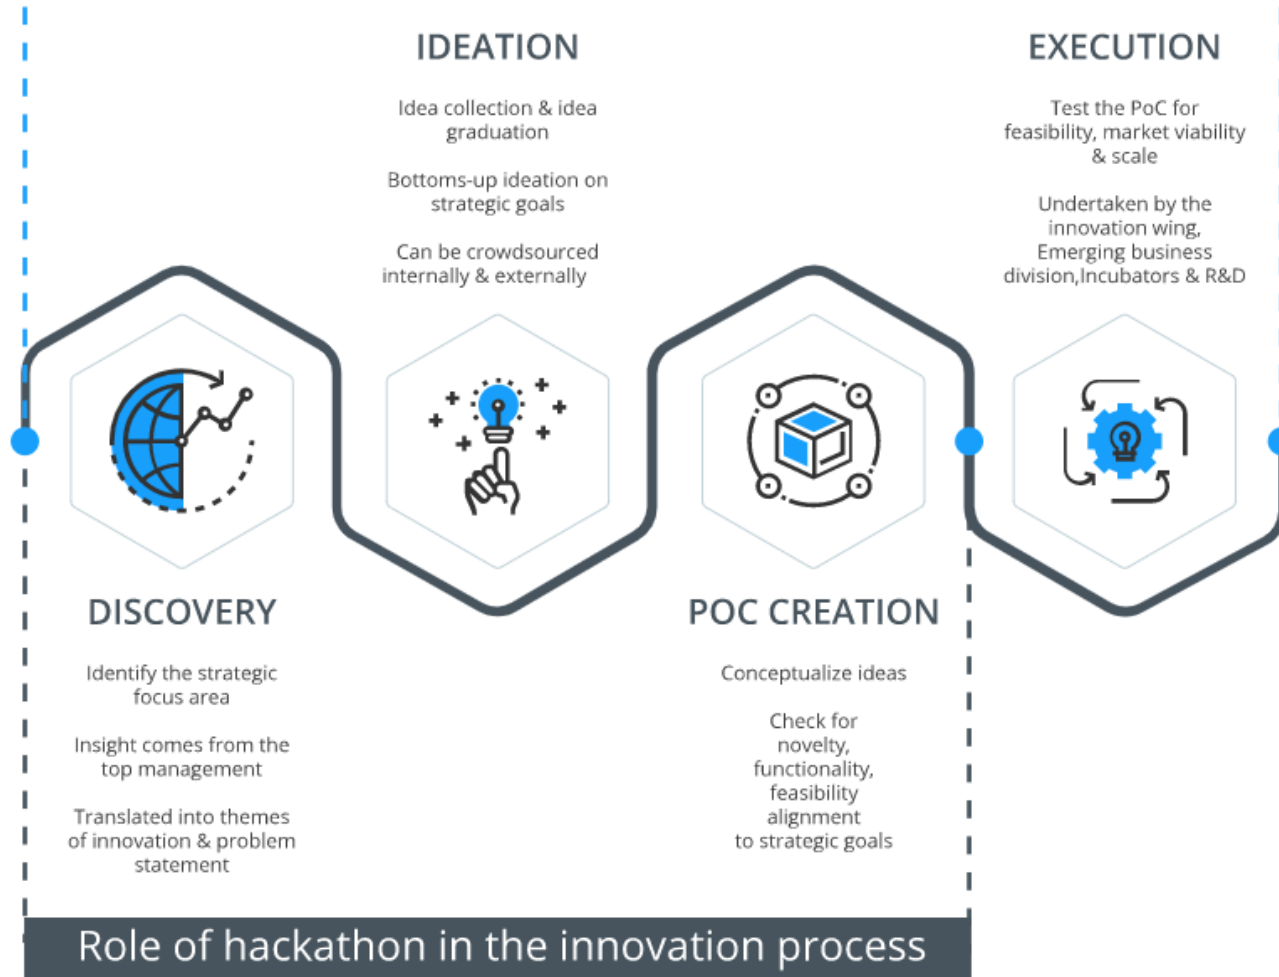 IDEATION
Idea collection & idea
graduation
Bottoms-up ideation on
strategic goals
Can be crowdsourced
internally & externally
EXECUTION
Test the PoC for
feasibility, market viability
& scale
Undertaken by the
innovation wing,
Emerging business
division,Incubators & R&D
DISCOVERY
Identify the strategic
focus area
Insight comes from the
top management
Translated into themes
of innovation & problem
statement
POC CREATION
Conceptualize ideas
Check for
novelty,
functionality,
feasibility
alignment
to strategic goals
Role of hackathon in the innovation process